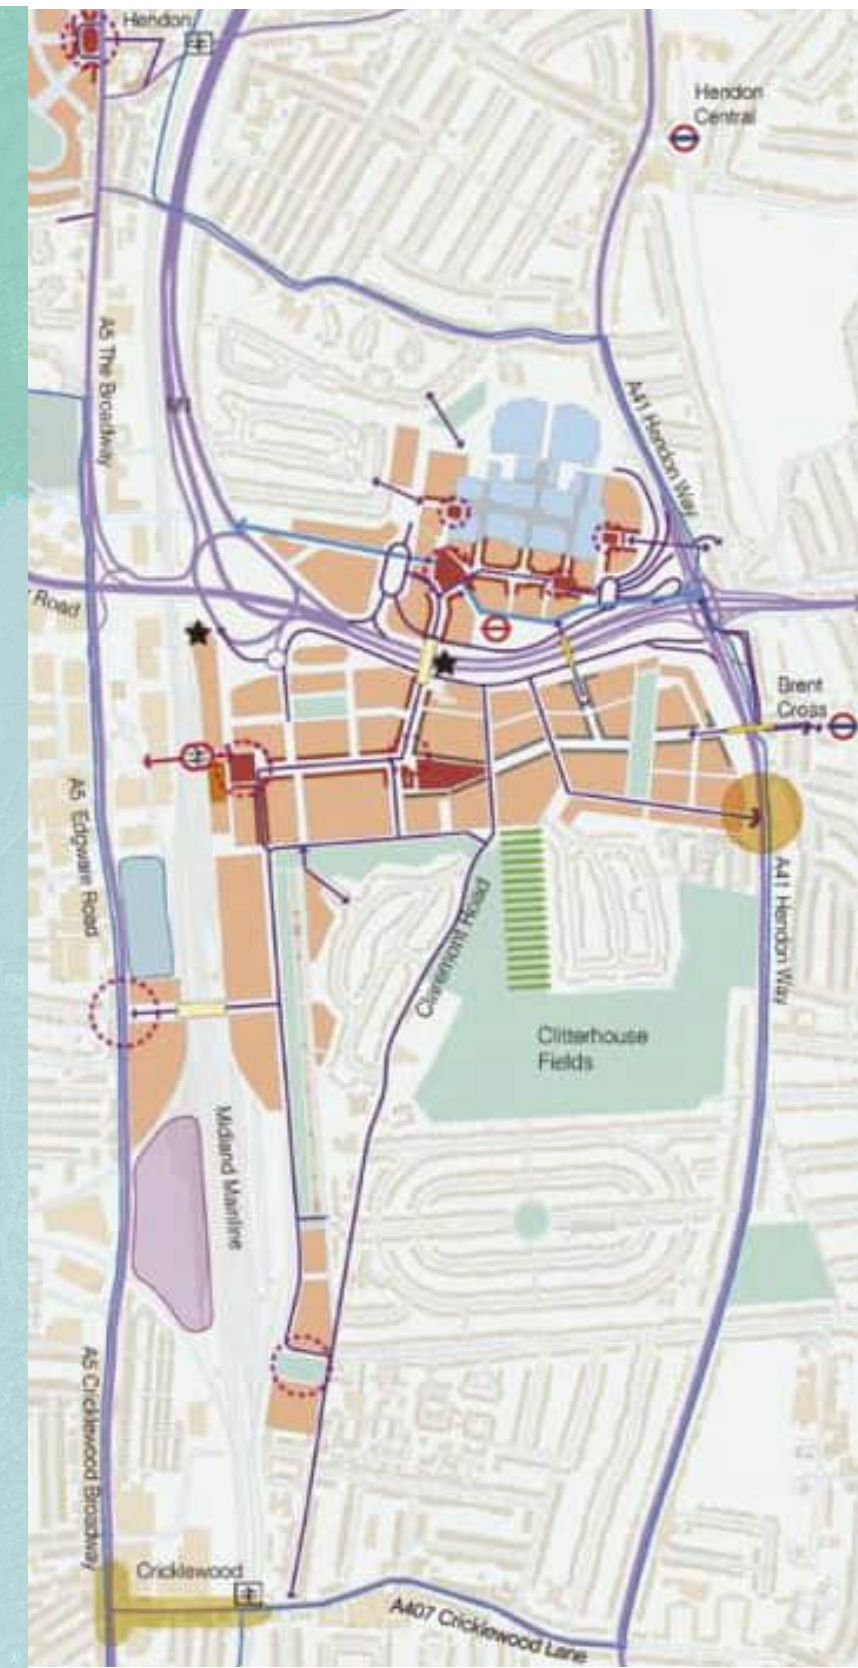 Hendon
Hendon
Central
A5 The Broadway
A41 Hendon Way
Road
Brent
Cross
A5 Edgware Road
A41 Hendon Way
Claremont Road
Clitterhouse
Fields
Midland Mainline
A5 Cricklewood Broadway
Cricklewood
A407 Cricklewood Lane